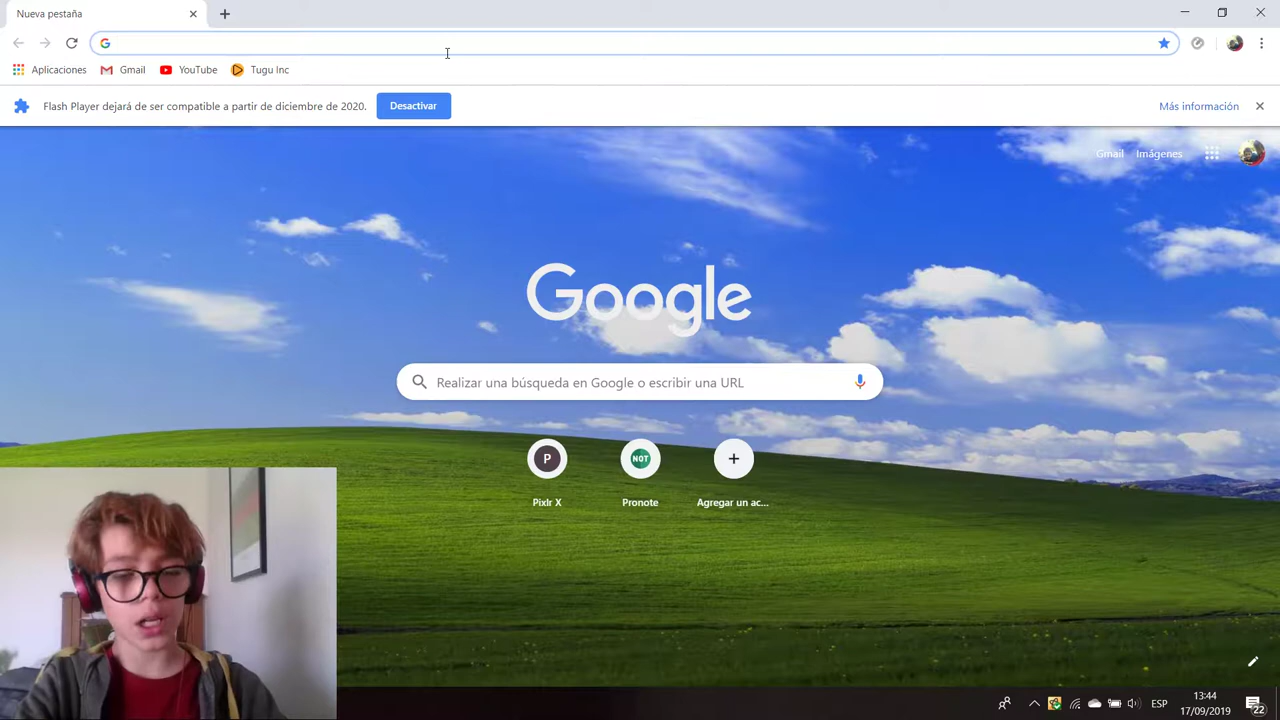 Nueva pestaña
Aplicaciones Gmail YouTube Tugu Inc
Flash Player dejará de ser compatible a partir de diciembre de 2020. Desactivar Más información
Gmail Imágenes
Google
Realizar una búsqueda en Google o escribir una URL
P NOT
Pixlr X Pronote Agregar un ac...
ESP
13:44
17/09/2019
22